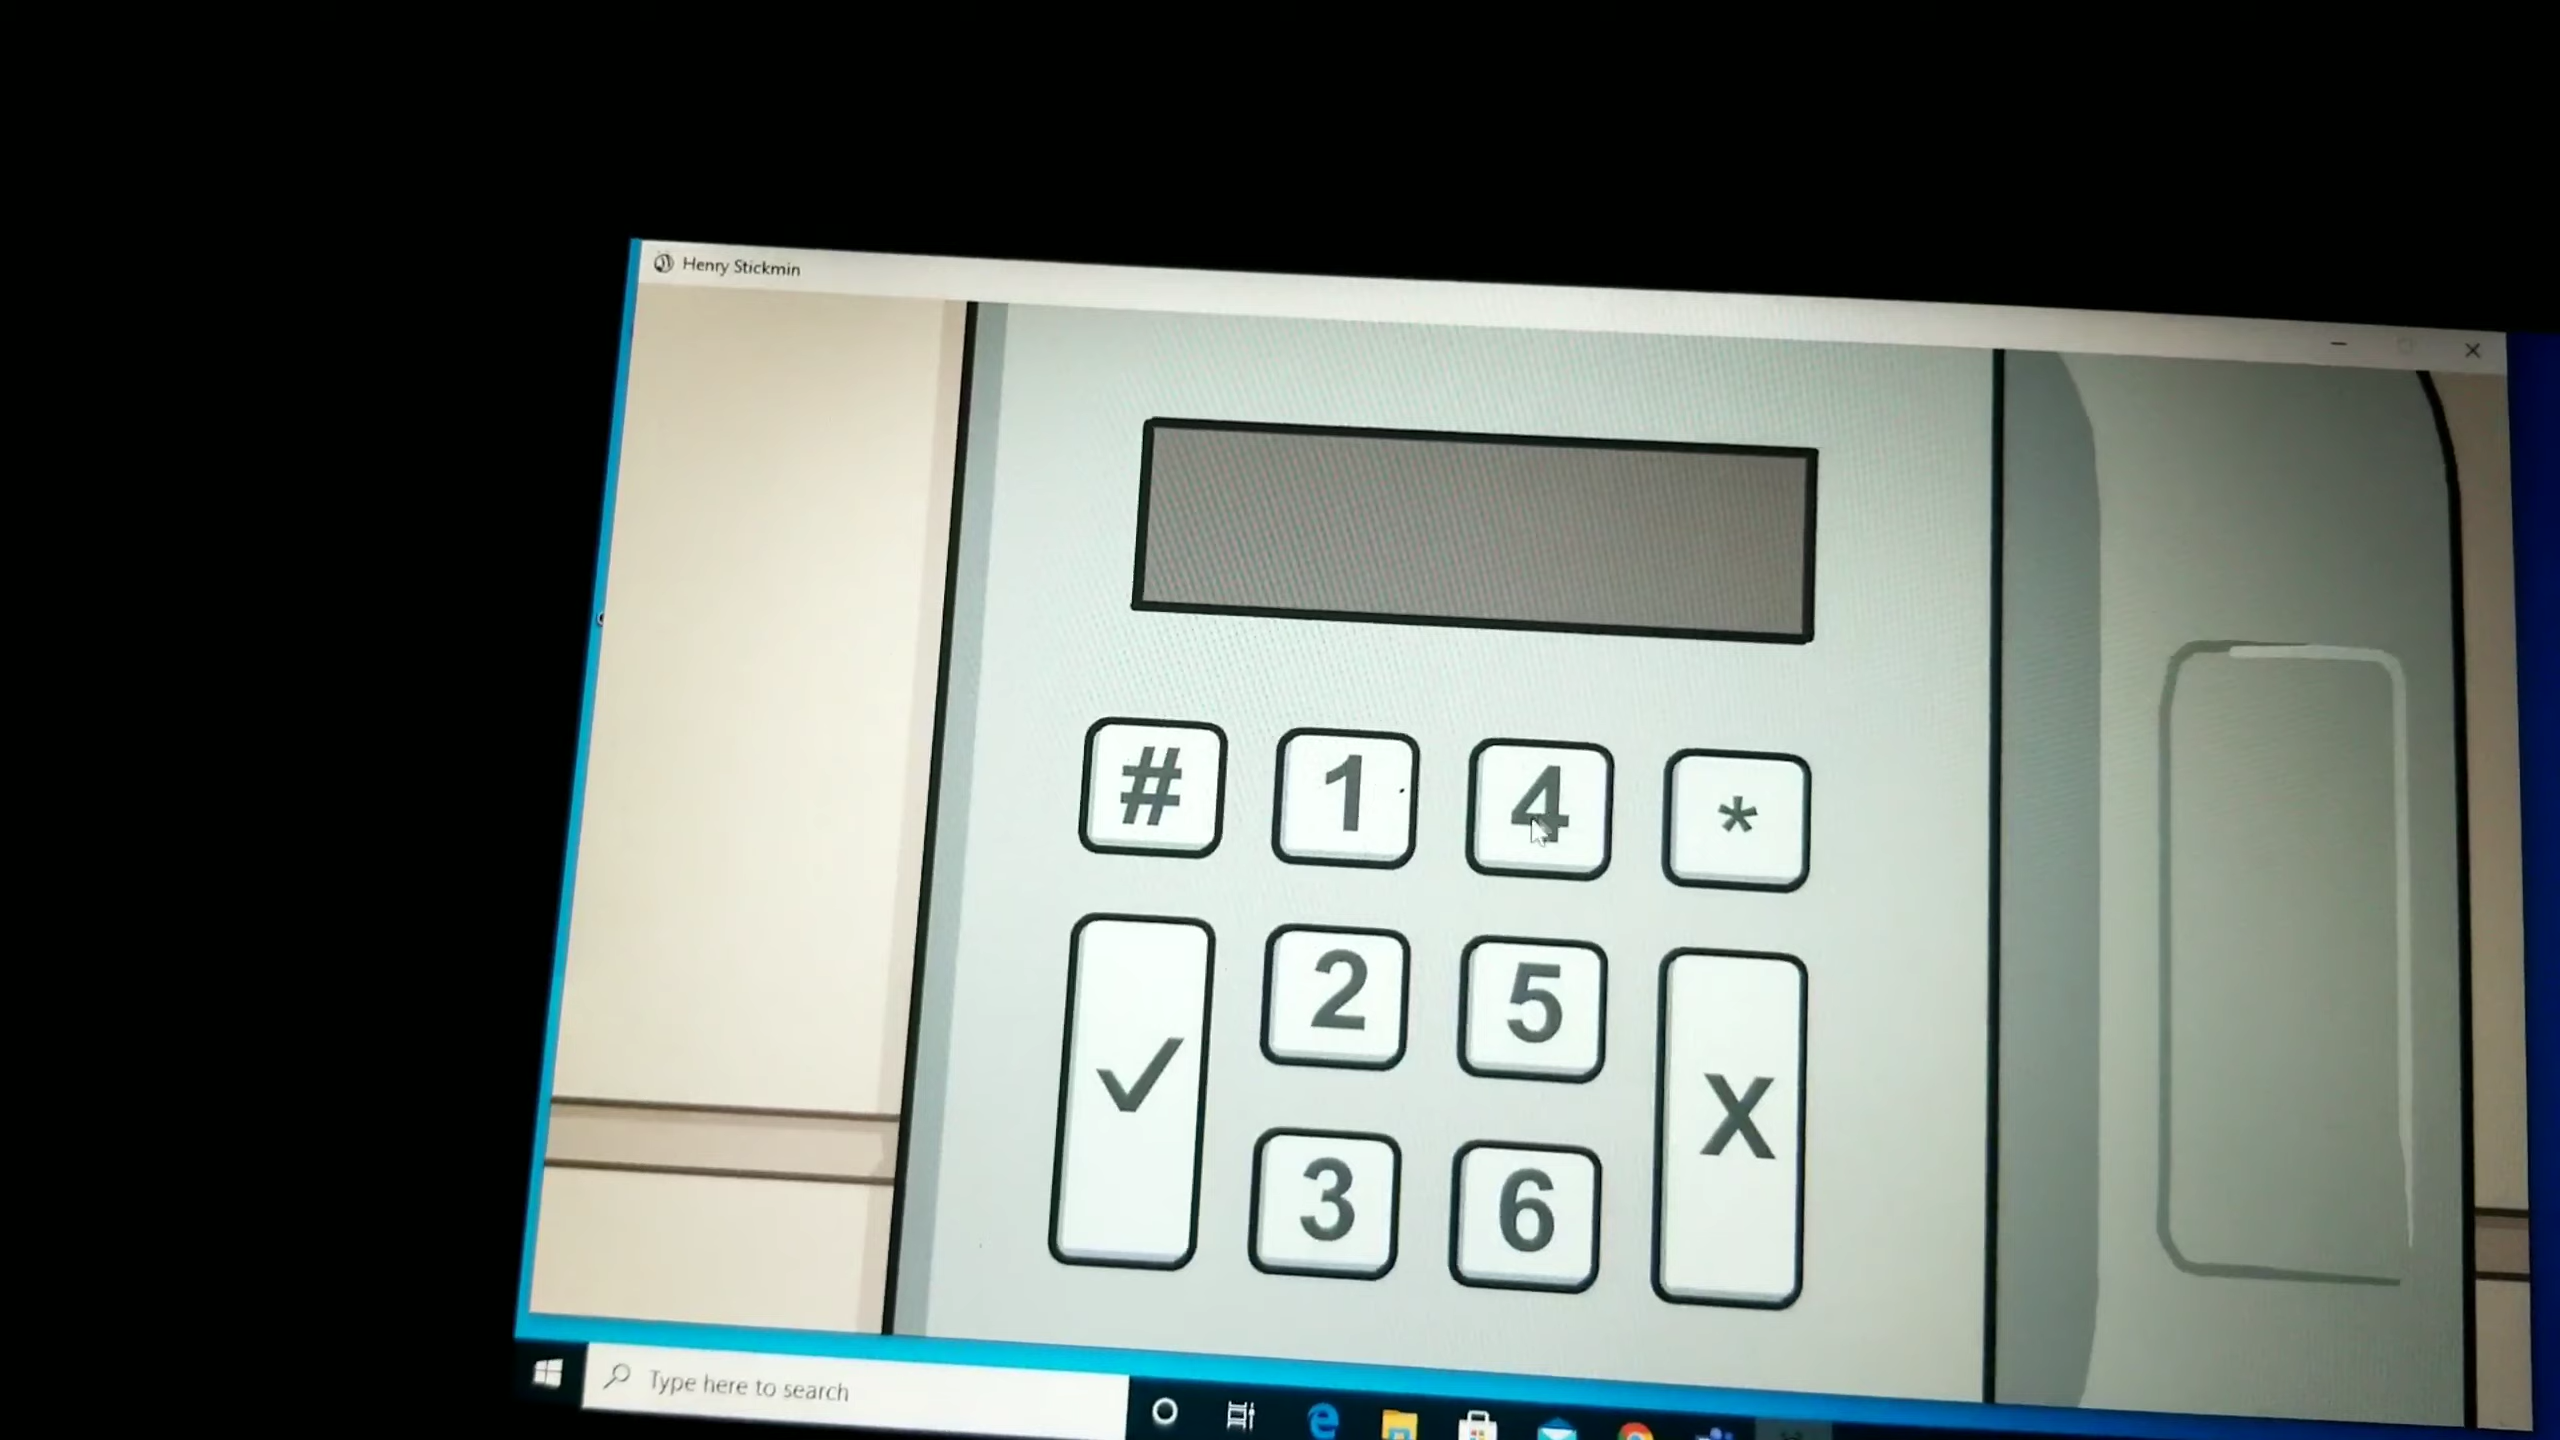 Henry Stickmin
# 1 4 *
✓ 2 5 X
3 6
Type here to search